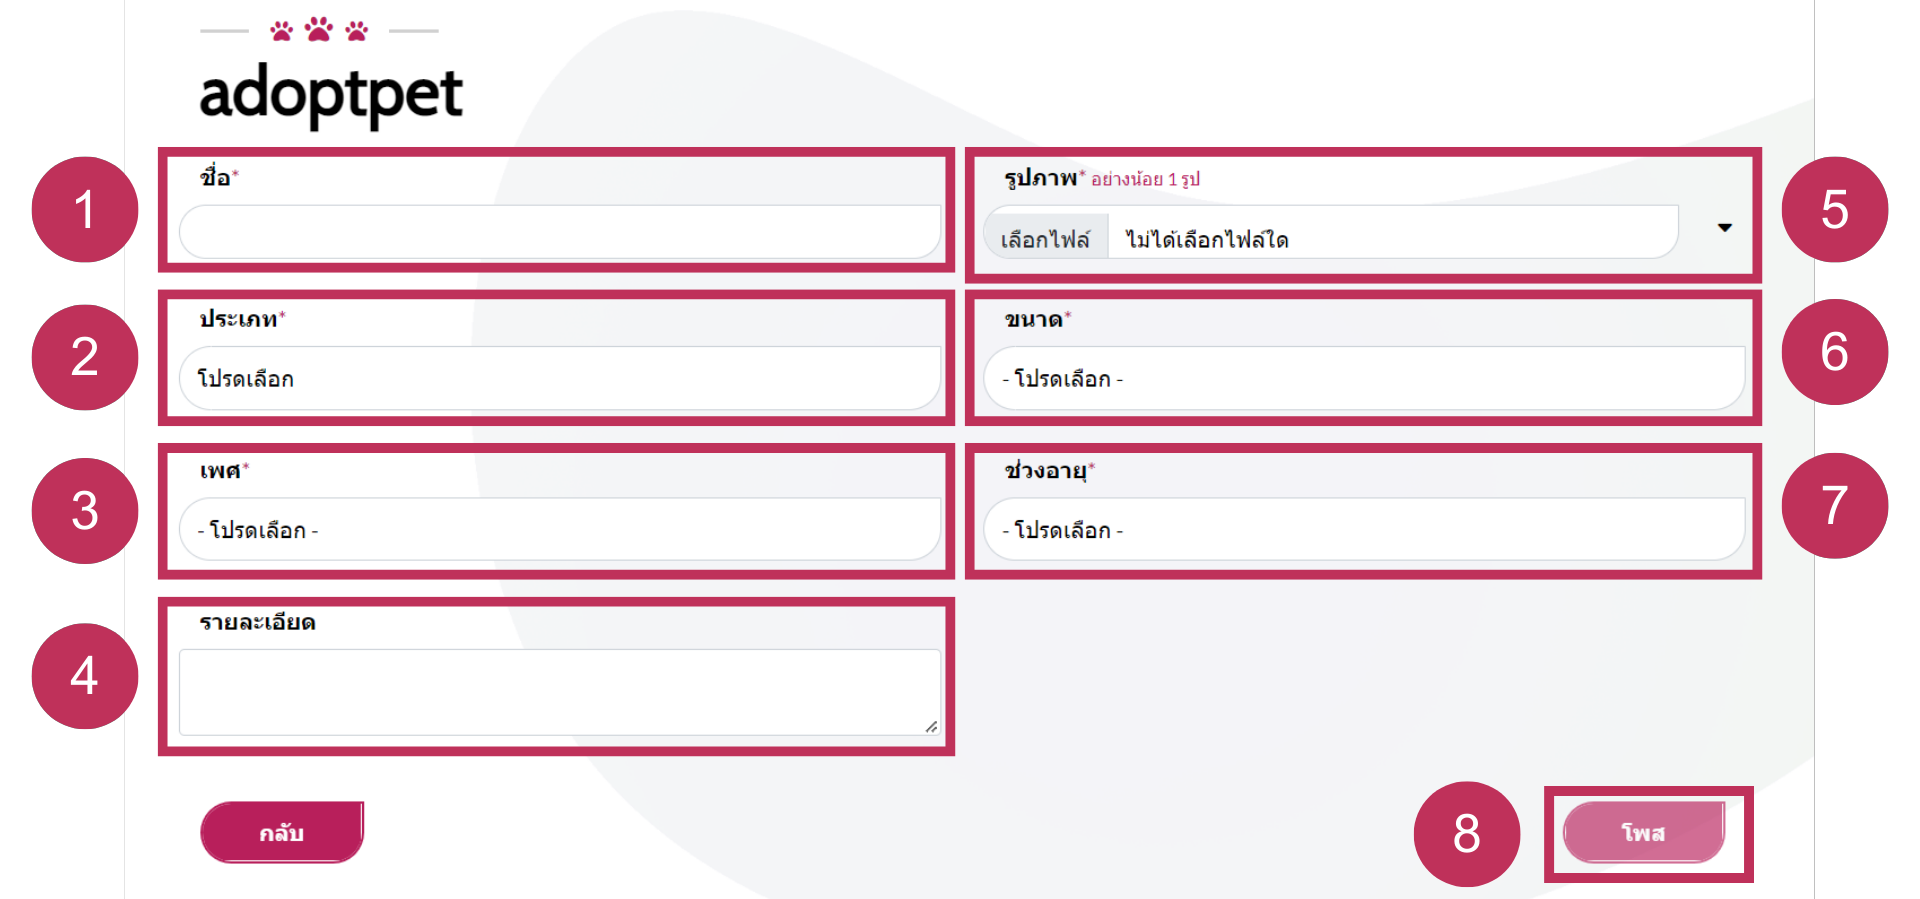 adoptpet
1
ชื่อ*
รูปภาพ* อย่างน้อย 1 รูป
เลือกไฟล์ ไม่ได้เลือกไฟล์ใด
5
2
ประเภท*
โปรดเลือก
ขนาด*
- โปรดเลือก -
6
3
เพศ*
- โปรดเลือก -
ช่วงอายุ*
- โปรดเลือก -
7
4
รายละเอียด
กลับ
8
โพส